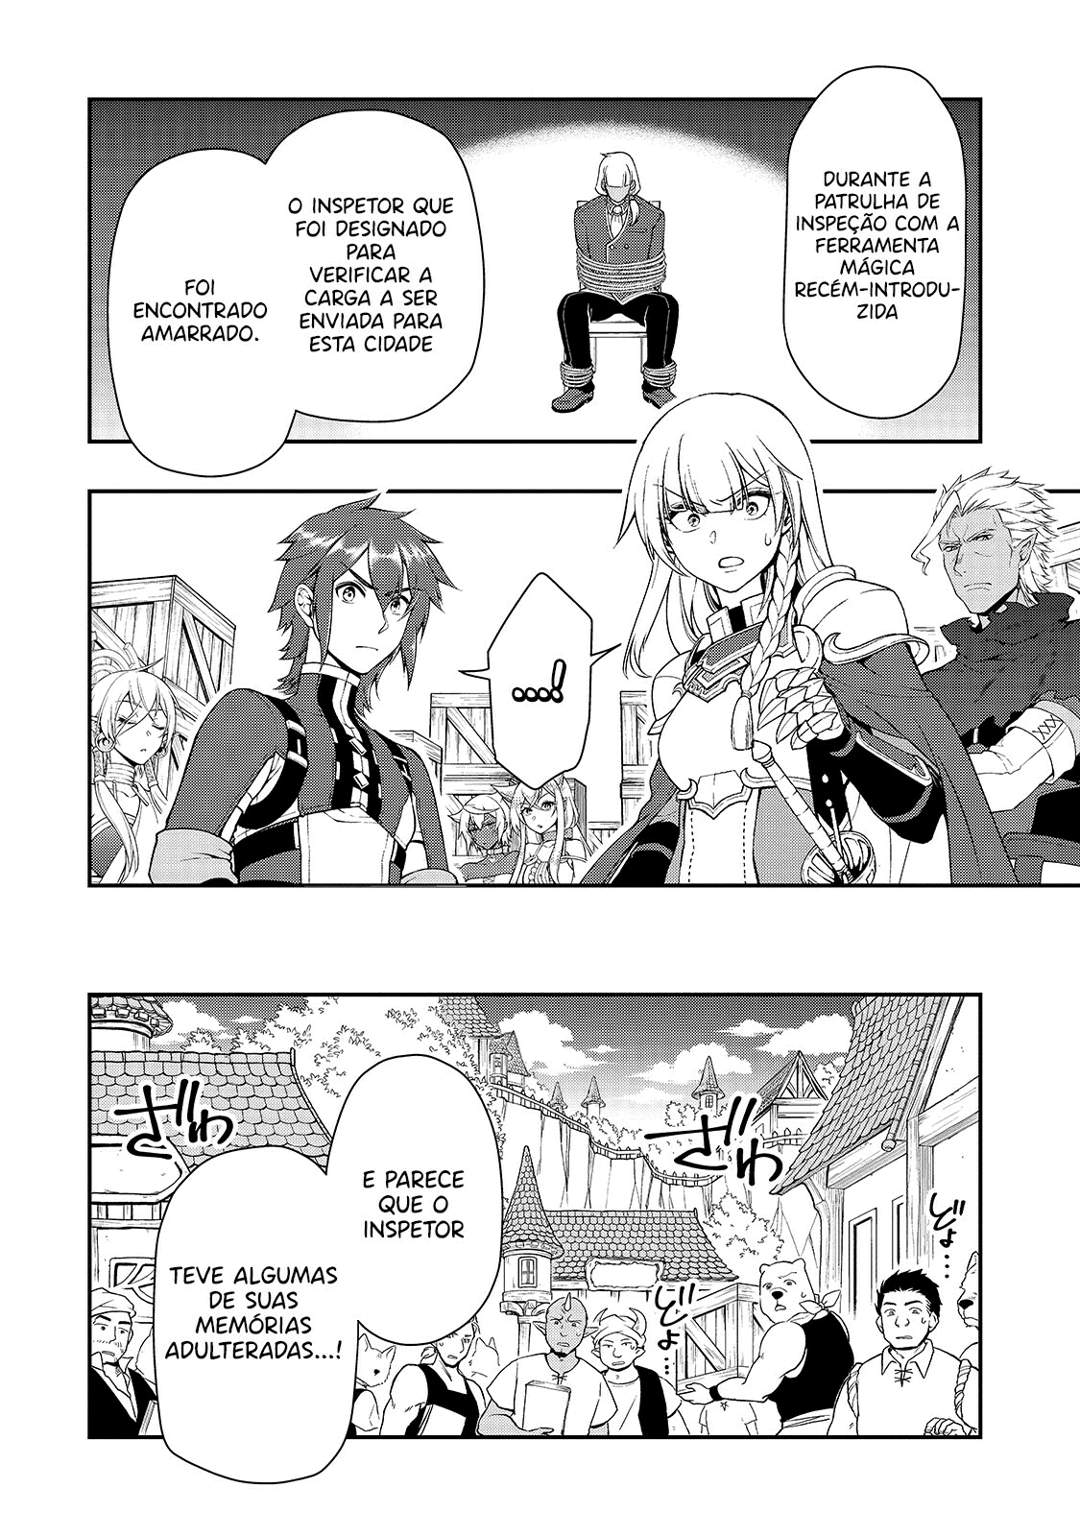 DURANTE A
PATRULHA DE
INSPEÇÃO COM A
FERRAMENTA
MÁGICA
RECÉM-INTRODU-
ZIDA
O INSPETOR QUE
FOI DESIGNADO
PARA
VERIFICAR A
CARGA A SER
ENVIADA PARA
ESTA CIDADE
FOI
ENCONTRADO
AMARRADO.
....!
ざわ
どよ...
E PARECE
QUE O
INSPETOR
ざわ
どよ...
TEVE ALGUMAS
DE SUAS
MEMÓRIAS
ADULTERADAS...!